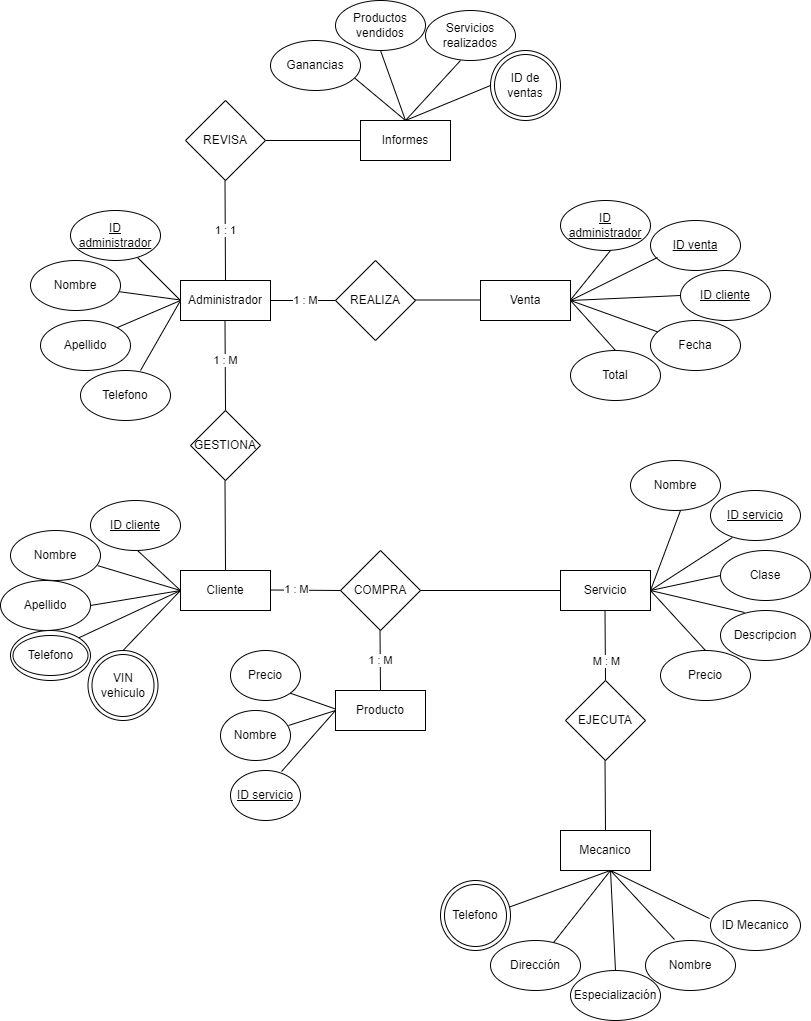 Productos
vendidos
Servicios
realizados
Ganancias
ID de
ventas
REVISA
Informes
1 : 1
ID
administrador
ID
administrador
ID venta
Nombre
Administrador
1 : M
REALIZA
Venta
ID cliente
Apellido
Fecha
1 : M
Total
Telefono
GESTIONA
Nombre
ID cliente
ID servicio
Nombre
Clase
Cliente
1 : M
COMPRA
Servicio
Apellido
Descripcion
Telefono
1 : M
M : M
VIN
vehiculo
Precio
Precio
Producto
Nombre
EJECUTA
ID servicio
Mecanico
Telefono
ID Mecanico
Dirección
Nombre
Especialización